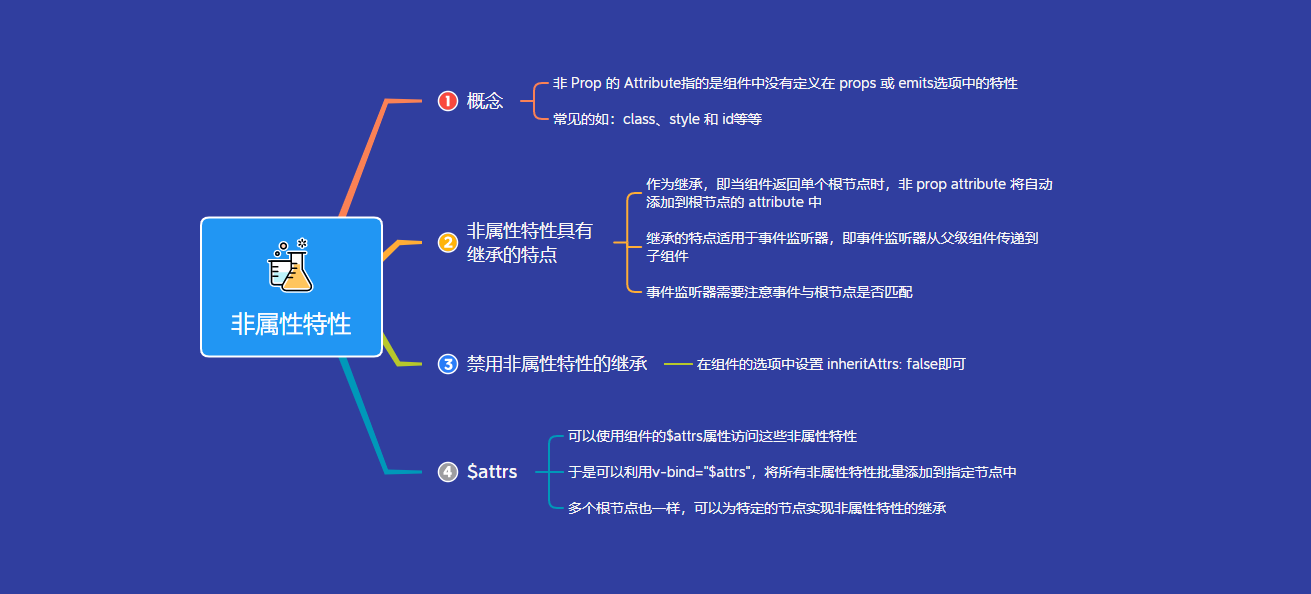 非属性特性
1 概念
非 Prop 的 Attribute指的是组件中没有定义在 props 或 emits选项中的特性
常见的如：class、style 和 id等等
2 非属性特性具有
继承的特点
作为继承，即当组件返回单个根节点时，非 prop attribute 将自动
添加到根节点的 attribute 中
继承的特点适用于事件监听器，即事件监听器从父级组件传递到
子组件
事件监听器需要注意事件与根节点是否匹配
3 禁用非属性特性的继承
在组件的选项中设置 inheritAttrs: false即可
4 $attrs
可以使用组件的$attrs属性访问这些非属性特性
于是可以利用v-bind="$attrs"，将所有非属性特性批量添加到指定节点中
多个根节点也一样，可以为特定的节点实现非属性特性的继承